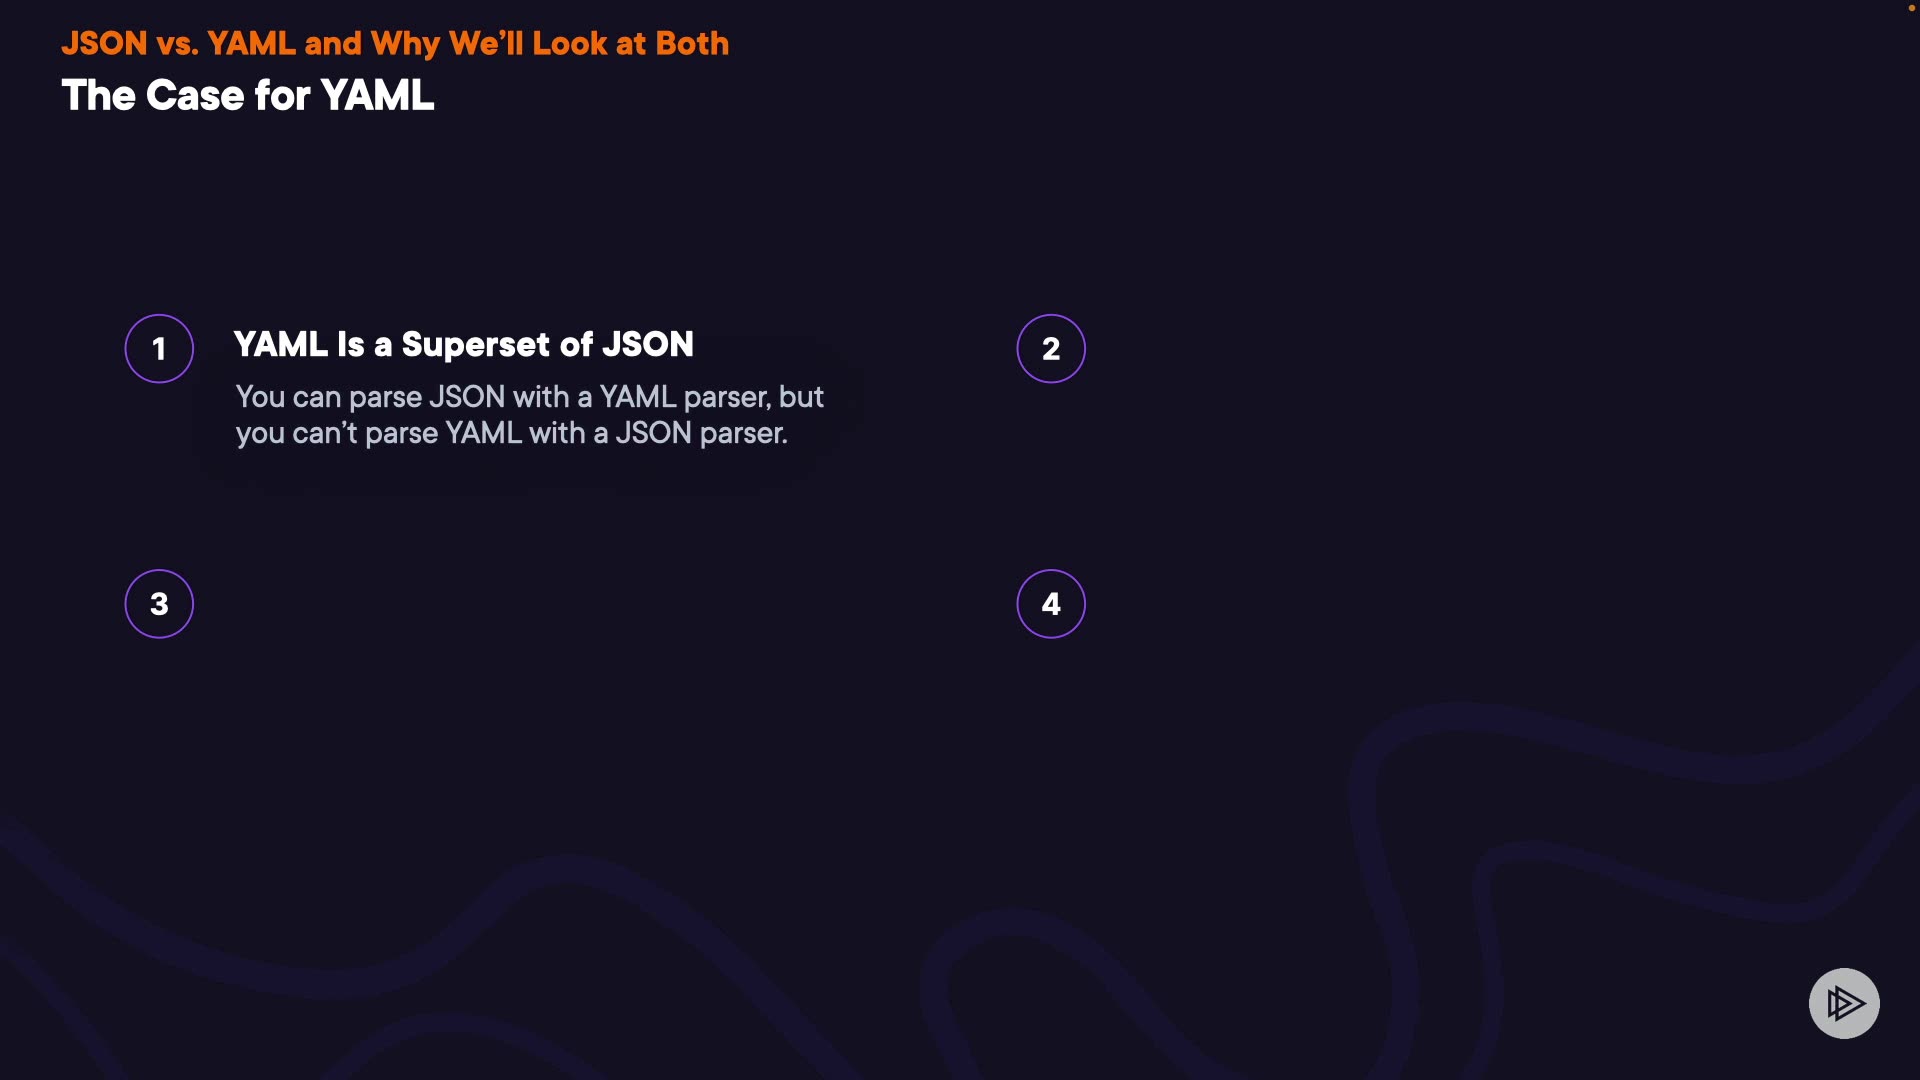 JSON vs. YAML and Why We’ll Look at Both
The Case for YAML
1
YAML Is a Superset of JSON
You can parse JSON with a YAML parser, but
you can’t parse YAML with a JSON parser.
2
3
4